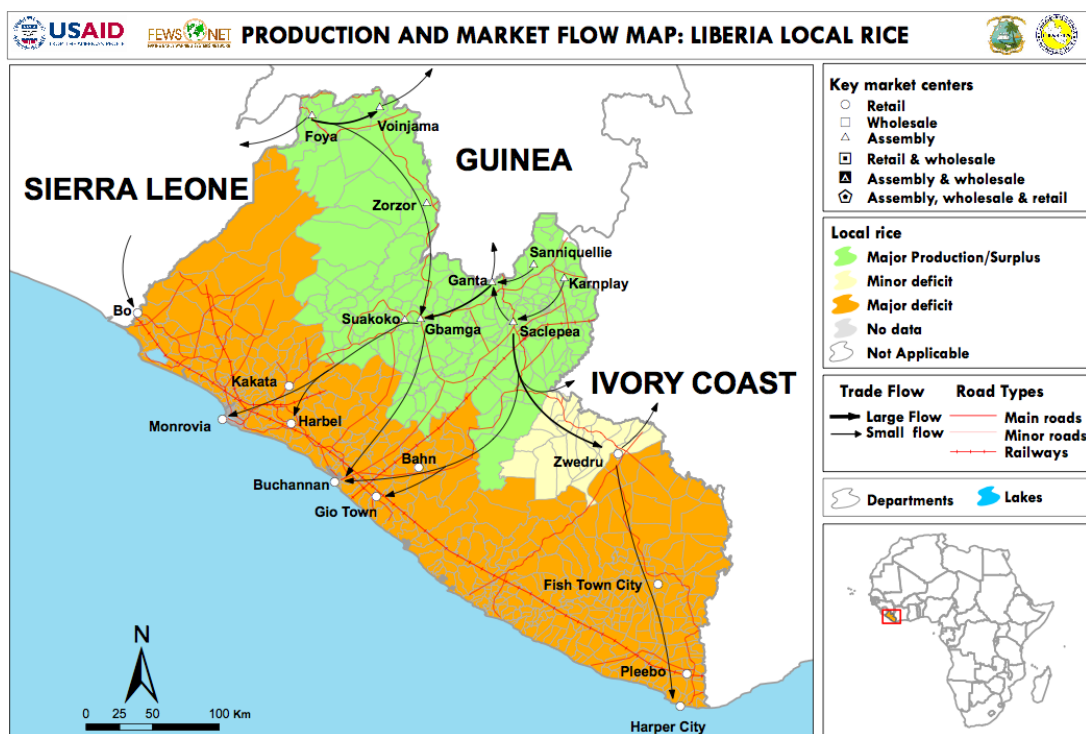 USAID
FROM THE AMERICAN PEOPLE
FEWS NET
PRODUCTION AND MARKET FLOW MAP: LIBERIA LOCAL RICE
Foya
Voinjama
GUINEA
SIERRA LEONE
Zorzor
Sanniquellie
Ganta
Karnplay
Bo
Suakoko
Gbamga
Saclepea
Kakata
IVORY COAST
Monrovia
Harbel
Bahn
Zwedru
Buchannan
Gio Town
Fish Town City
Pleebo
Harper City
N
0 25 50 100 Km
Key market centers
Retail
Wholesale
Assembly
Retail & wholesale
Assembly & wholesale
Assembly, wholesale & retail
Local rice
Major Production/Surplus
Minor deficit
Major deficit
No data
Not Applicable
Trade Flow
Road Types
Large Flow
Main roads
Small flow
Minor roads
Railways
Departments
Lakes